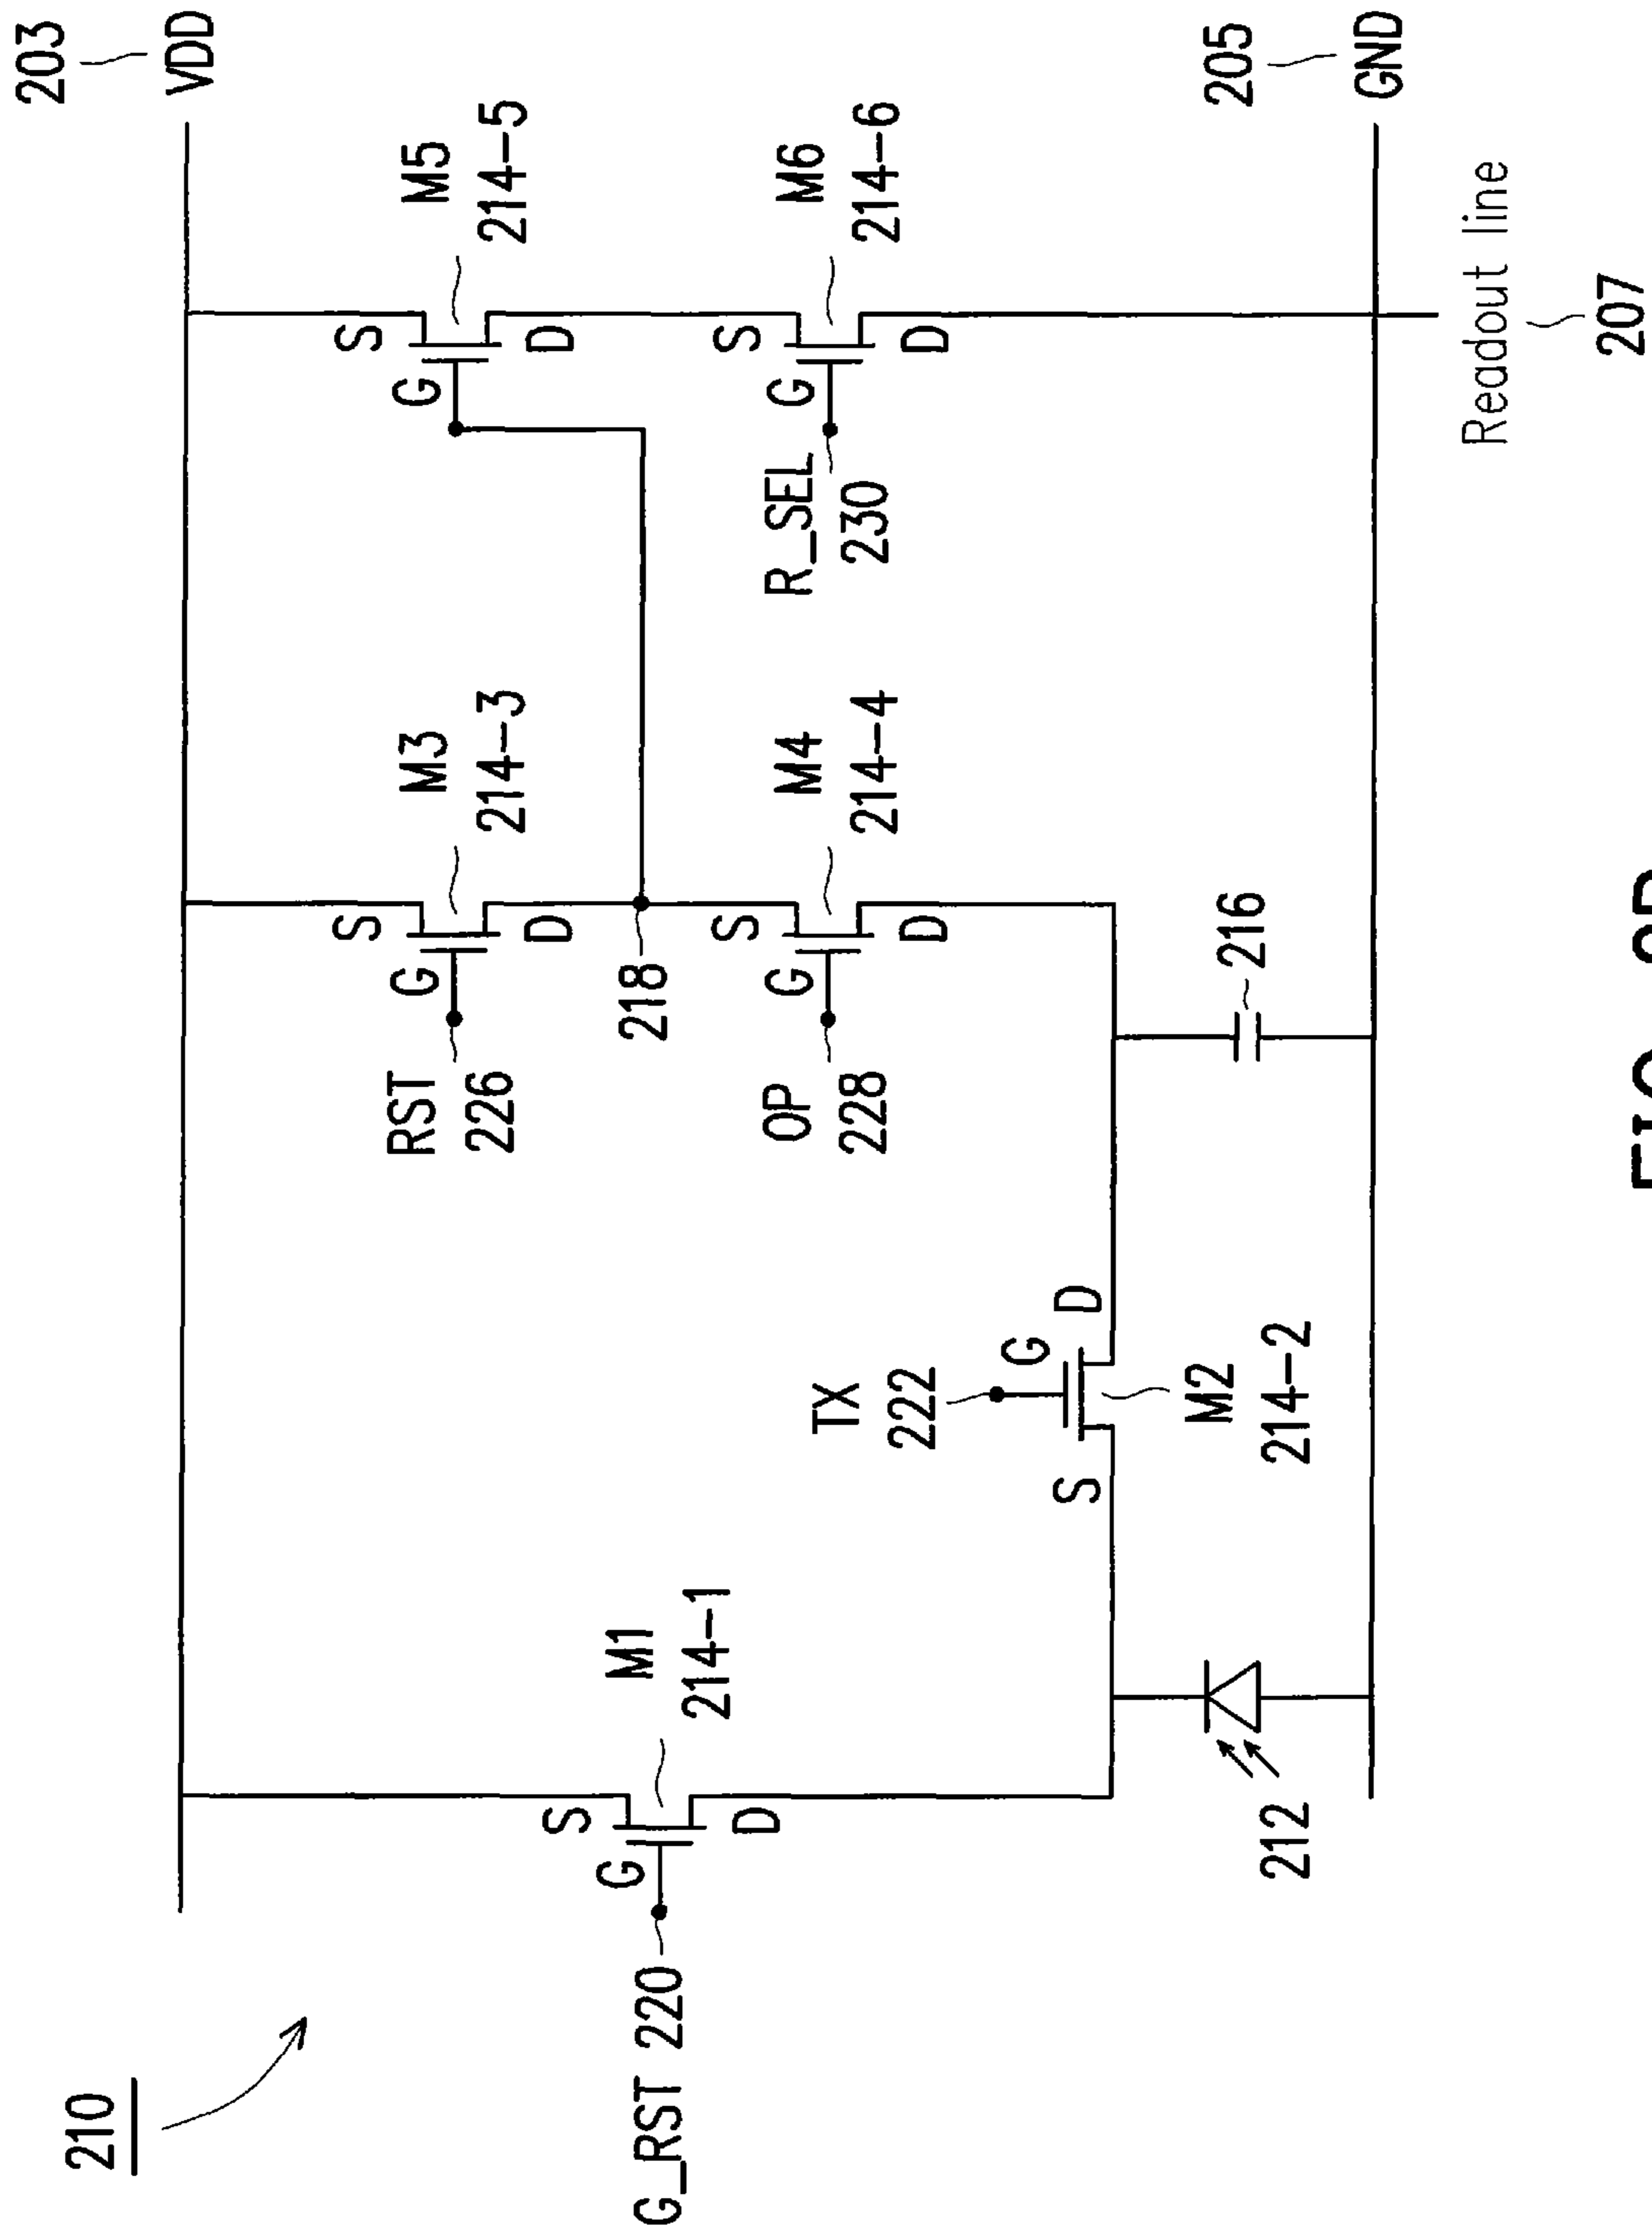 210
203
VDD
M5
214-5
M3
214-3
S
G
D
S
G
D
RST
226
M1
214-1
S
G
D
G_RST 220
218
M6
214-6
M4
214-4
S
G
D
S
G
D
R_SEL
230
OP
228
TX
222
G
S
D
M2
214-2
216
212
205
GND
Readout line
207